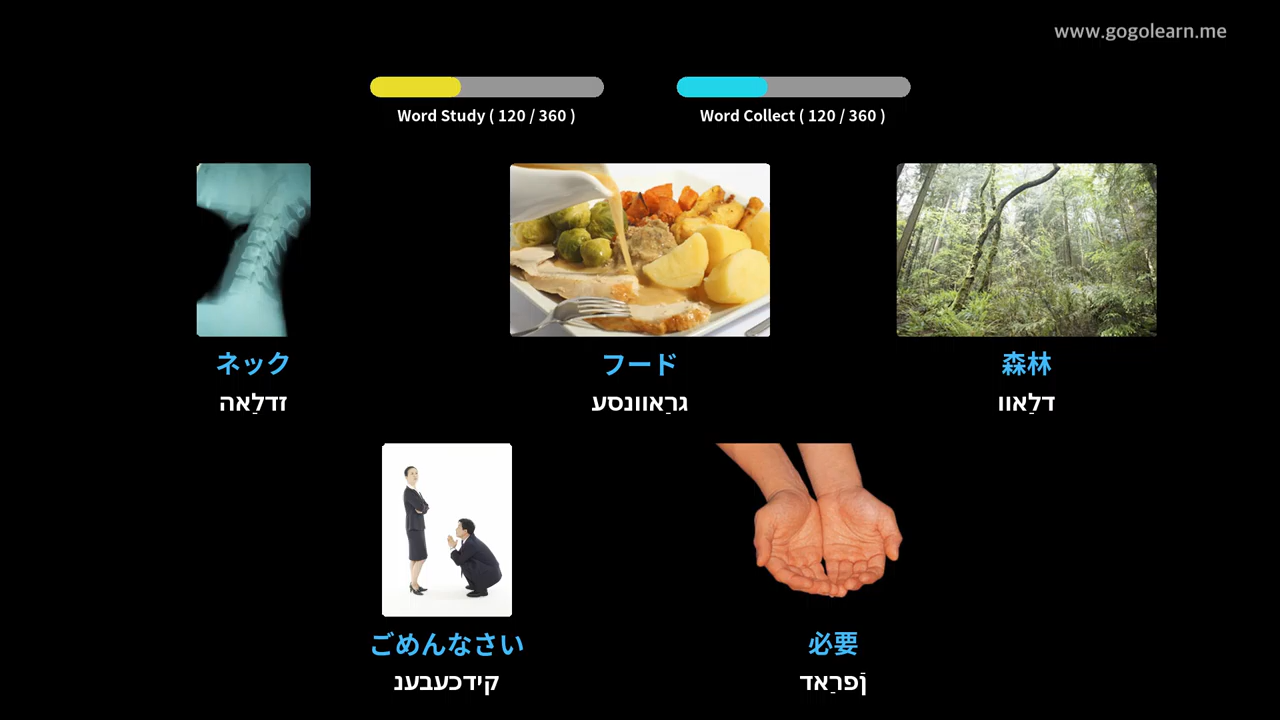 www.gogolearn.me
Word Study ( 120 / 360 )
Word Collect ( 120 / 360 )
ネック
זדלַאה
フード
גרַאוונסע
森林
דלַאוו
ごめんなさい
קידכעבענ
必要
ןֿפרַאד